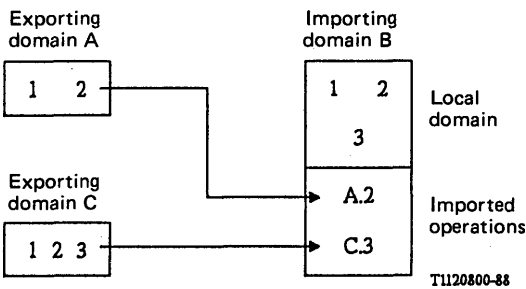 Exporting
domain A
1 2
Exporting
domain C
1 2 3
Importing
domain B
1 2
3
A.2
C.3
Local
domain
Imported
operations
T1120800-88